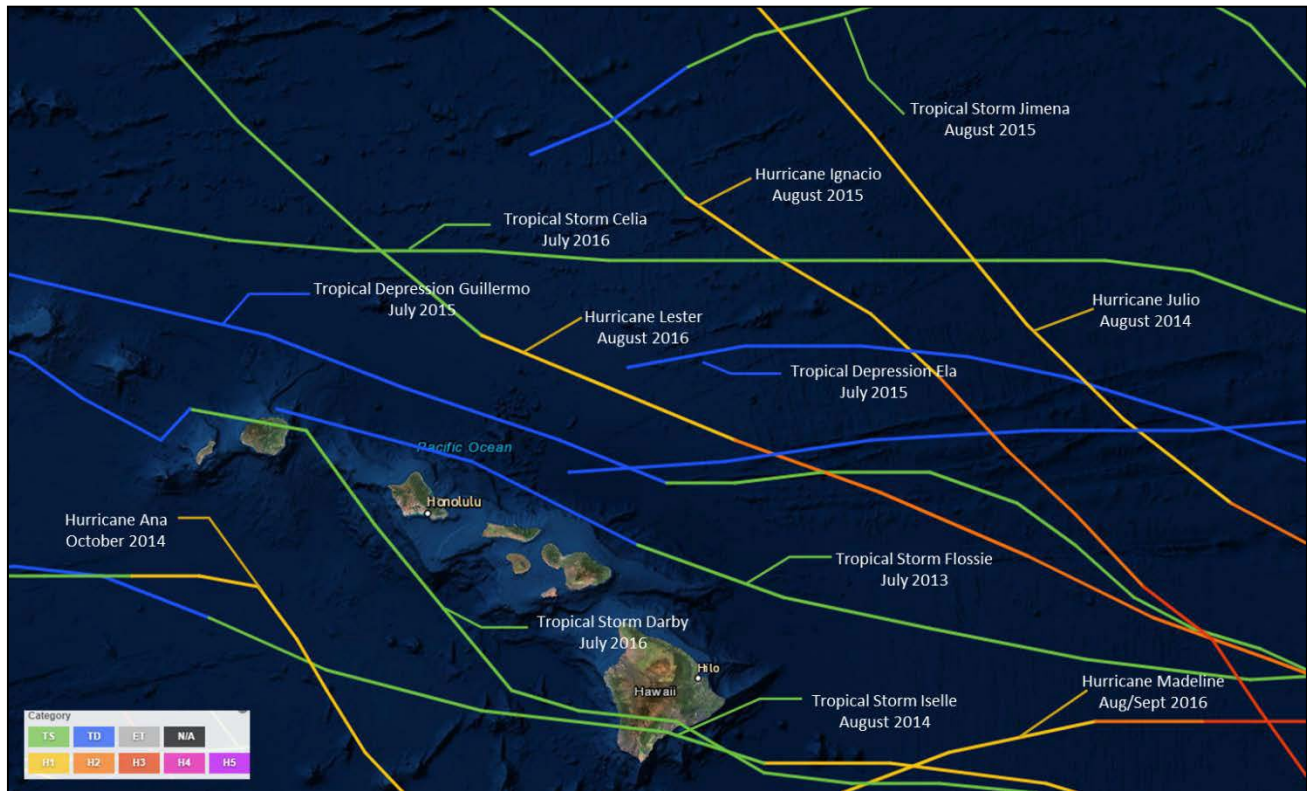 Tropical Storm Jimena
August 2015
Hurricane Ignacio
August 2015
Tropical Storm Celia
July 2016
Tropical Depression Guillermo
July 2015
Hurricane Lester
August 2016
Hurricane Julio
August 2014
Tropical Depression Ela
July 2015
Pacific Ocean
Honolulu
Hurricane Ana
October 2014
Tropical Storm Flossie
July 2013
Tropical Storm Darby
July 2016
Hilo
Hawaii
Hurricane Madeline
Aug/Sept 2016
Tropical Storm Iselle
August 2014
Category
TS TD ET N/A
H1 H2 H3 H4 H5